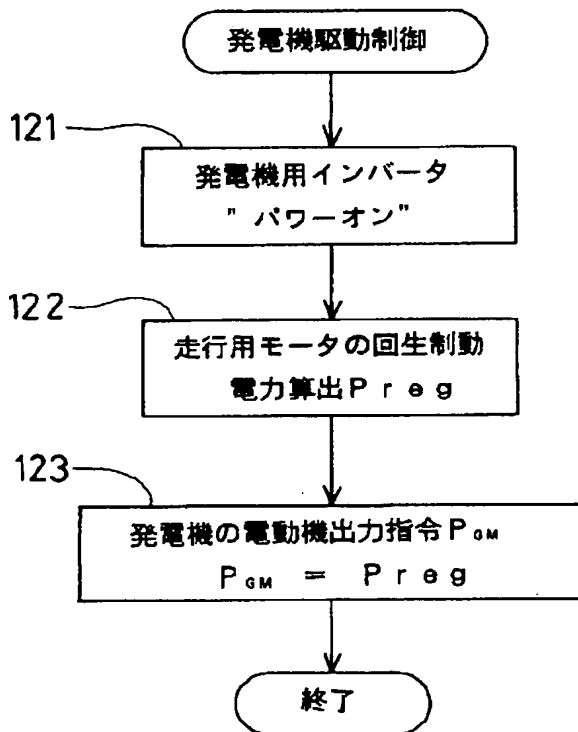 発電機駆動制御
121
発電機用インバータ
"パワーオン"
122
走行用モータの回生制動
電力算出Preg
123
発電機の電動機出力指令PGM
PGM = Preg
終了